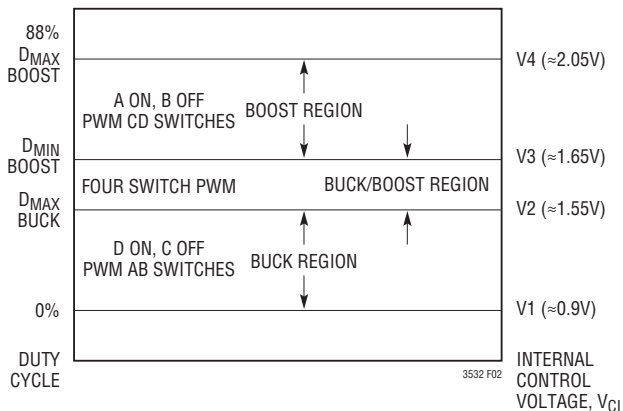 88%
DMAX
BOOST
V4 (≈2.05V)
A ON, B OFF
PWM CD SWITCHES
BOOST REGION
DMIN
BOOST
V3 (≈1.65V)
FOUR SWITCH PWM
BUCK/BOOST REGION
DMAX
BUCK
V2 (≈1.55V)
D ON, C OFF
PWM AB SWITCHES
BUCK REGION
0%
V1 (≈0.9V)
DUTY
CYCLE
3532 F02
INTERNAL
CONTROL
VOLTAGE, VCI